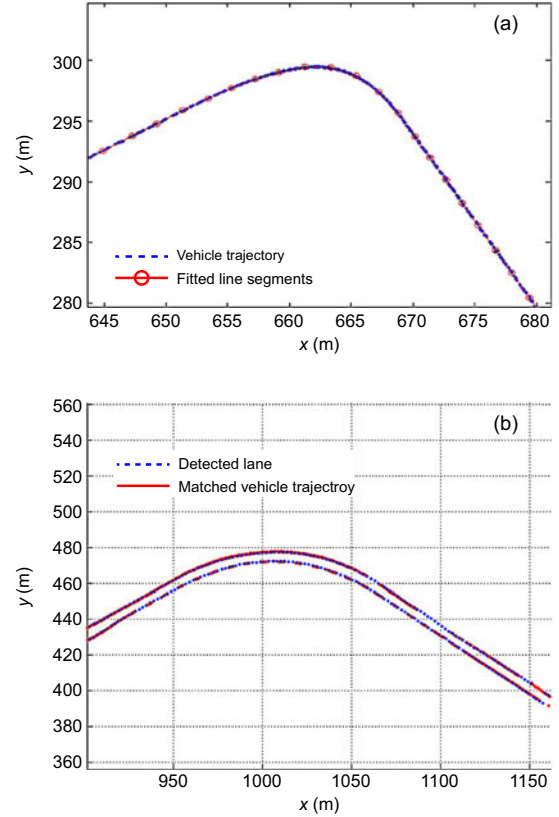 (a)
300
295
290
285
280
y (m)
Vehicle trajectory
Fitted line segments
645 650 655 660 665 670 675 680
x (m)
(b)
560
540
520
500
480
460
440
420
400
380
360
y (m)
Detected lane
Matched vehicle trajectroy
950 1000 1050 1100 1150
x (m)